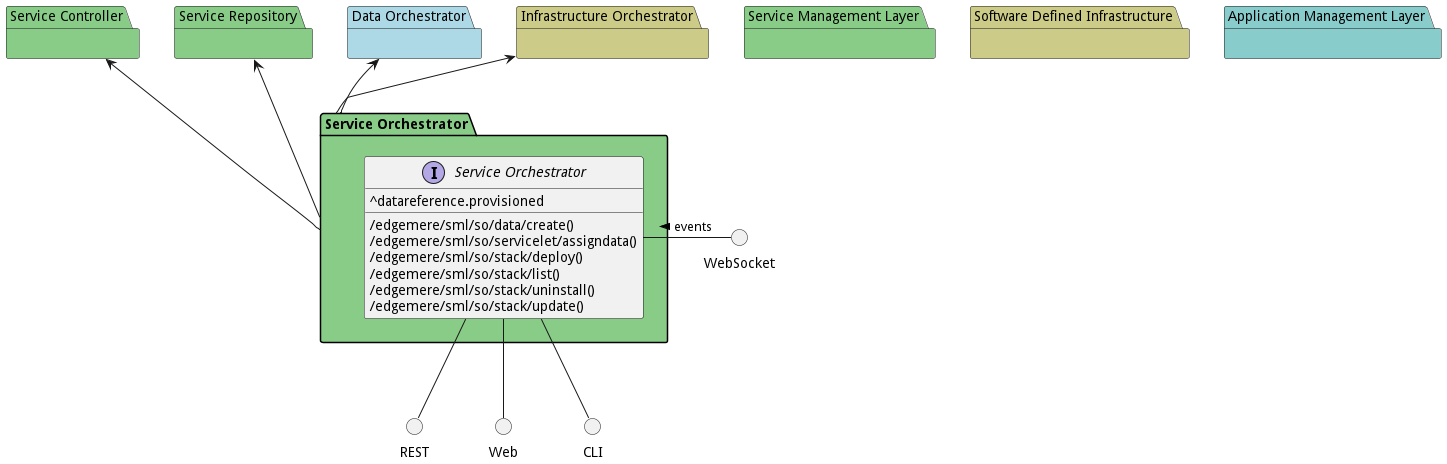 Service Controller
Service Repository
Data Orchestrator
Infrastructure Orchestrator
Service Management Layer
Software Defined Infrastructure
Application Management Layer
Service Orchestrator
I
Service Orchestrator
^datareference.provisioned
/edgemere/sml/so/data/create()
/edgemere/sml/so/servicelet/assigndata()
/edgemere/sml/so/stack/deploy()
/edgemere/sml/so/stack/list()
/edgemere/sml/so/stack/uninstall()
/edgemere/sml/so/stack/update()
events
WebSocket
REST
Web
CLI